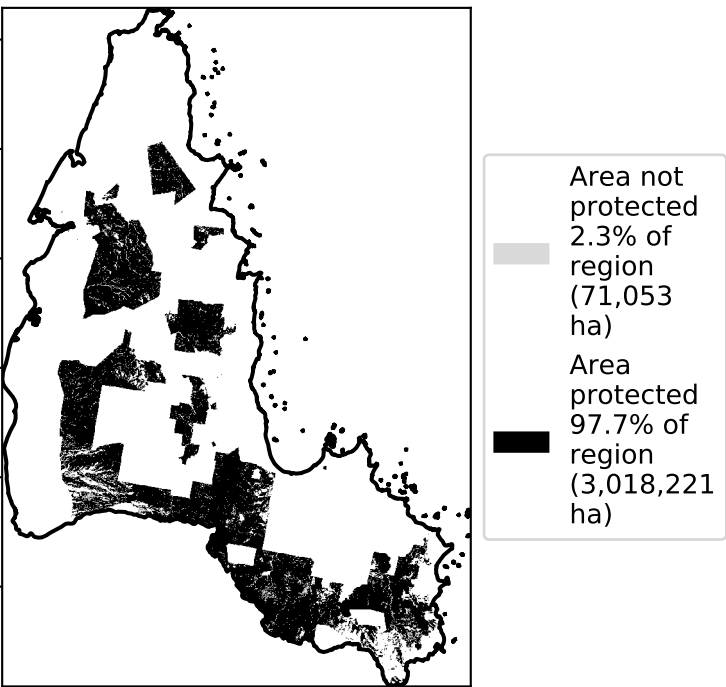 Area not
protected
2.3% of
region
(71,053
ha)
Area
protected
97.7% of
region
(3,018,221
ha)